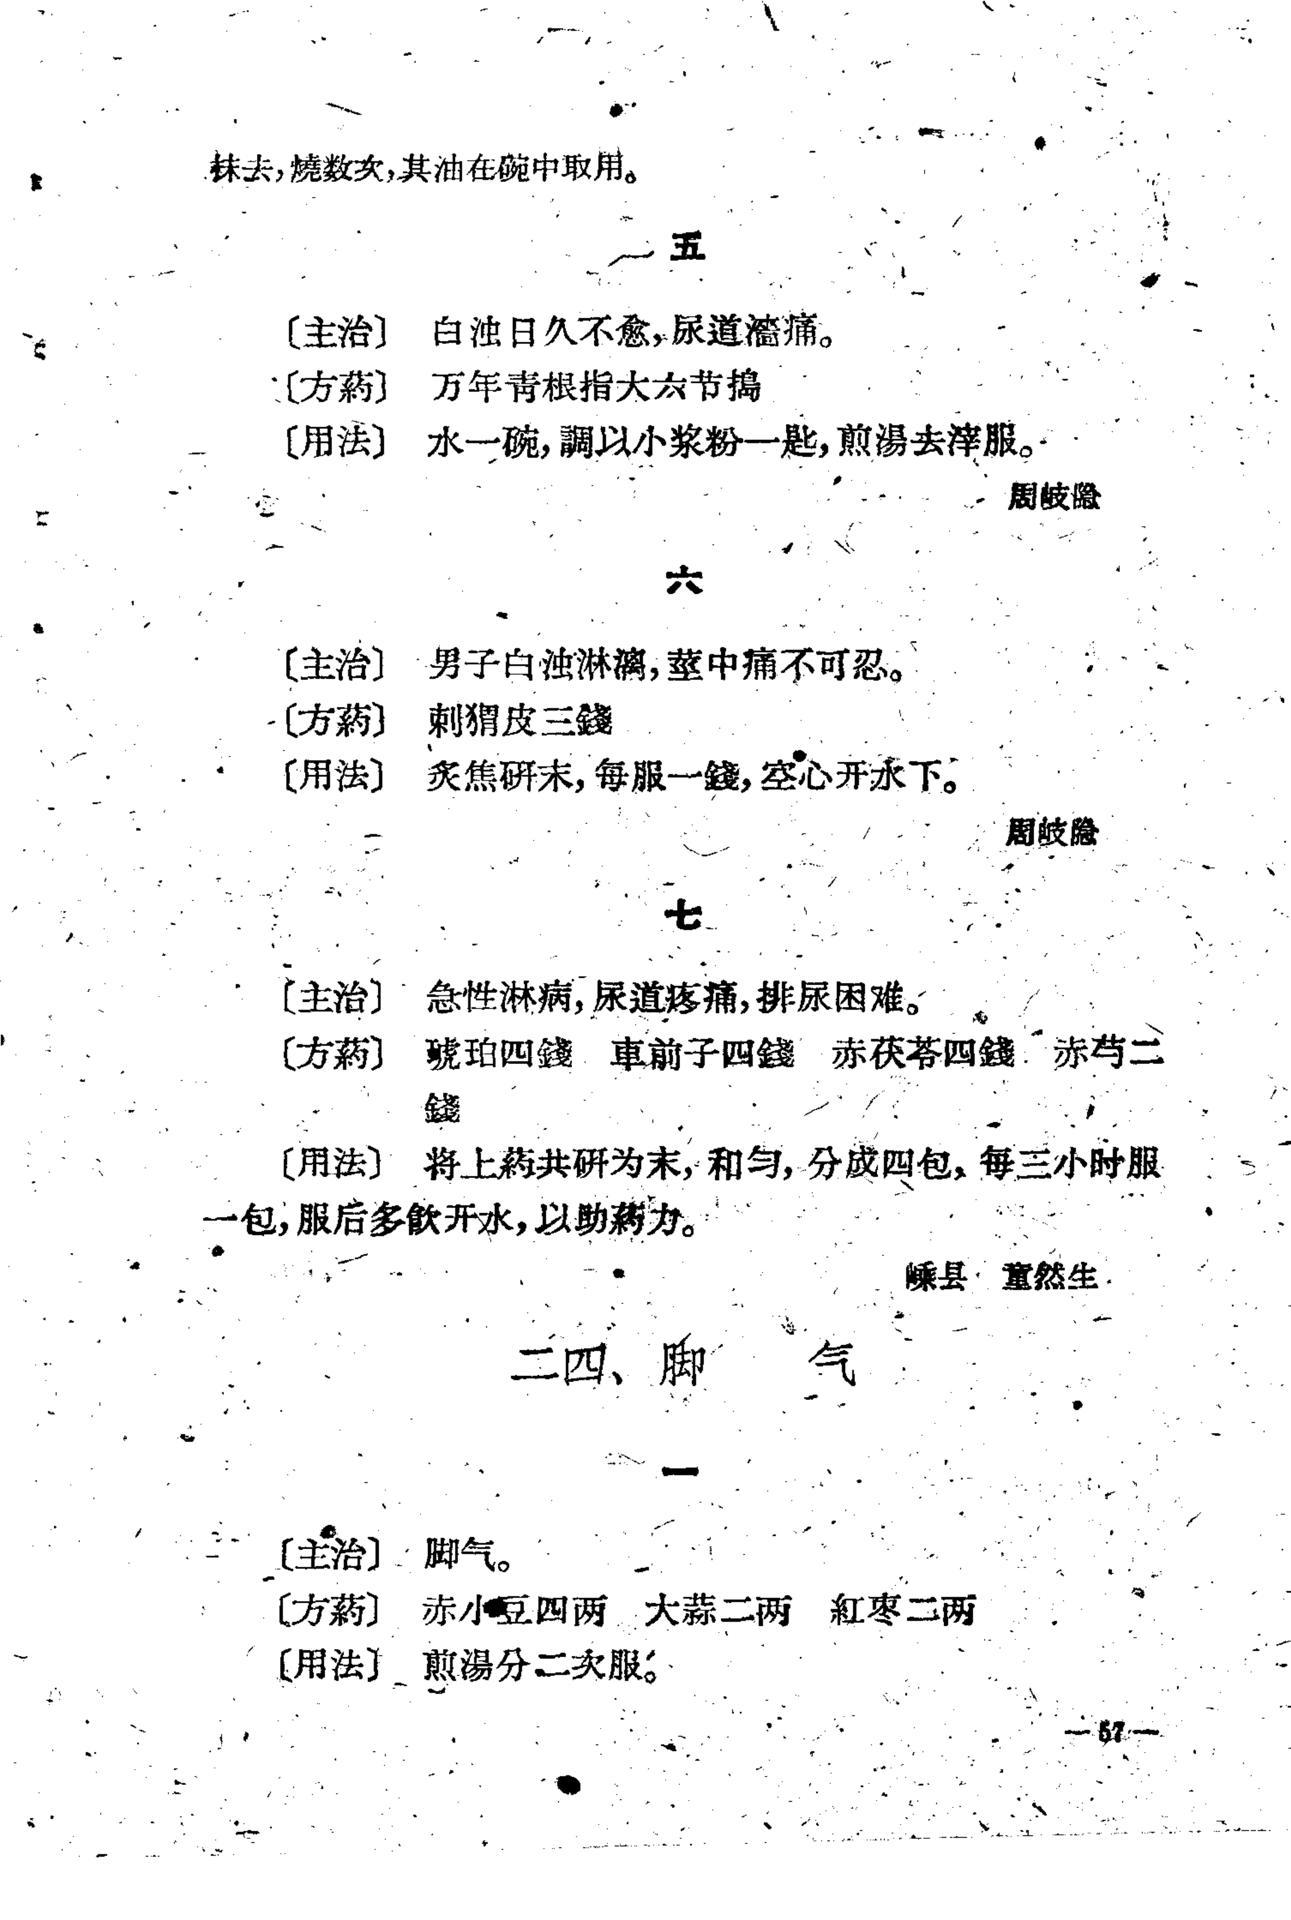 抹去，燒数次，其油在碗中取用。
五
〔主治〕 白浊日久不愈，尿道濇痛。
〔方葯〕 万年青根指大六节搗
〔用法〕 水一碗，調以小浆粉一匙，煎湯去滓服。
周岐隐
六
〔主治〕 男子白浊淋漓，莖中痛不可忍。
〔方葯〕 刺猬皮三錢
〔用法〕 炙焦硏末，每服一錢，空心开水下。
周岐隐
七
〔主治〕 急性淋病，尿道疼痛，排尿困难。
〔方葯〕 琥珀四錢 車前子四錢 赤茯苓四錢 赤芍二
錢
〔用法〕 将上葯共硏为末，和匀，分成四包，每三小时服
一包，服后多飲开水，以助葯力。
嵊县 童然生
二四、脚 气
一
〔主治〕 脚气。
〔方葯〕 赤小豆四两 大蒜二两 紅枣二两
〔用法〕 煎湯分二次服。
—57—